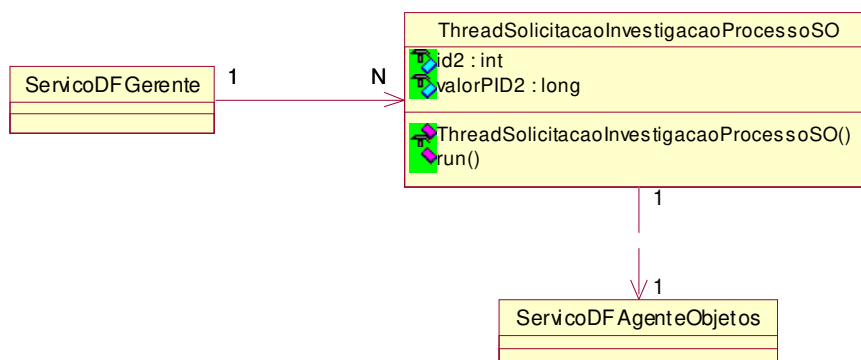 ThreadSolicitacaoInvestigacaoProcessoSO
id2 : int
valorPID2 : long
ThreadSolicitacaoInvestigacaoProcessoSO()
run()
ServicoDFGerente
1
N
1
1
ServicoDFAgenteObjetos